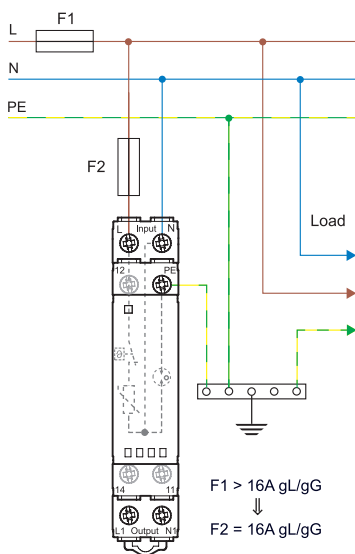 F1
L
N
PE
F2
L Input N
12 PE
Load
14 11
L1 Output N1
F1 > 16A gL/gG
⇓
F2 = 16A gL/gG